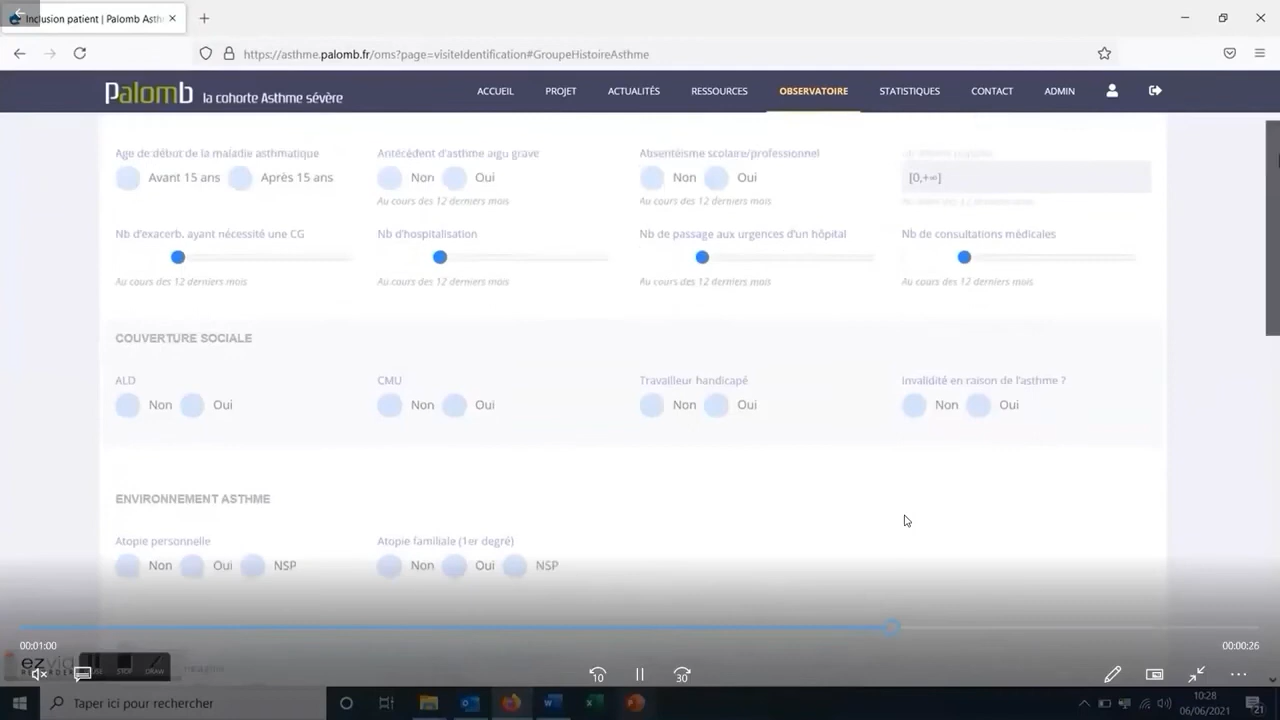 Inclusion patient | Palomb Asth
https://asthme.palomb.fr/oms?page=visiteIdentification#GroupeHistoireAsthme
Palomb la cohorte Asthme sévère
ACCUEIL PROJET ACTUALITÉS RESSOURCES OBSERVATOIRE STATISTIQUES CONTACT ADMIN
Age de début de la maladie asthmatique Antécédent d'asthme aigu grave Absentéisme scolaire/professionnel
Avant 15 ans Après 15 ans Non Oui Non Oui [0,+∞]
Au cours des 12 derniers mois Au cours des 12 derniers mois
Nb d'exacerb. ayant nécessité une CG Nb d'hospitalisation Nb de passage aux urgences d'un hôpital Nb de consultations médicales
Au cours des 12 derniers mois Au cours des 12 derniers mois Au cours des 12 derniers mois Au cours des 12 derniers mois
COUVERTURE SOCIALE
ALD CMU Travailleur handicapé Invalidité en raison de l'asthme ?
Non Oui Non Oui Non Oui Non Oui
ENVIRONNEMENT ASTHME
Atopie personnelle Atopie familiale (1er degré)
Non Oui NSP Non Oui NSP
00:01:00 00:00:26
STOP DRAW
10 30
Taper ici pour rechercher
10:28
06/06/2021
21